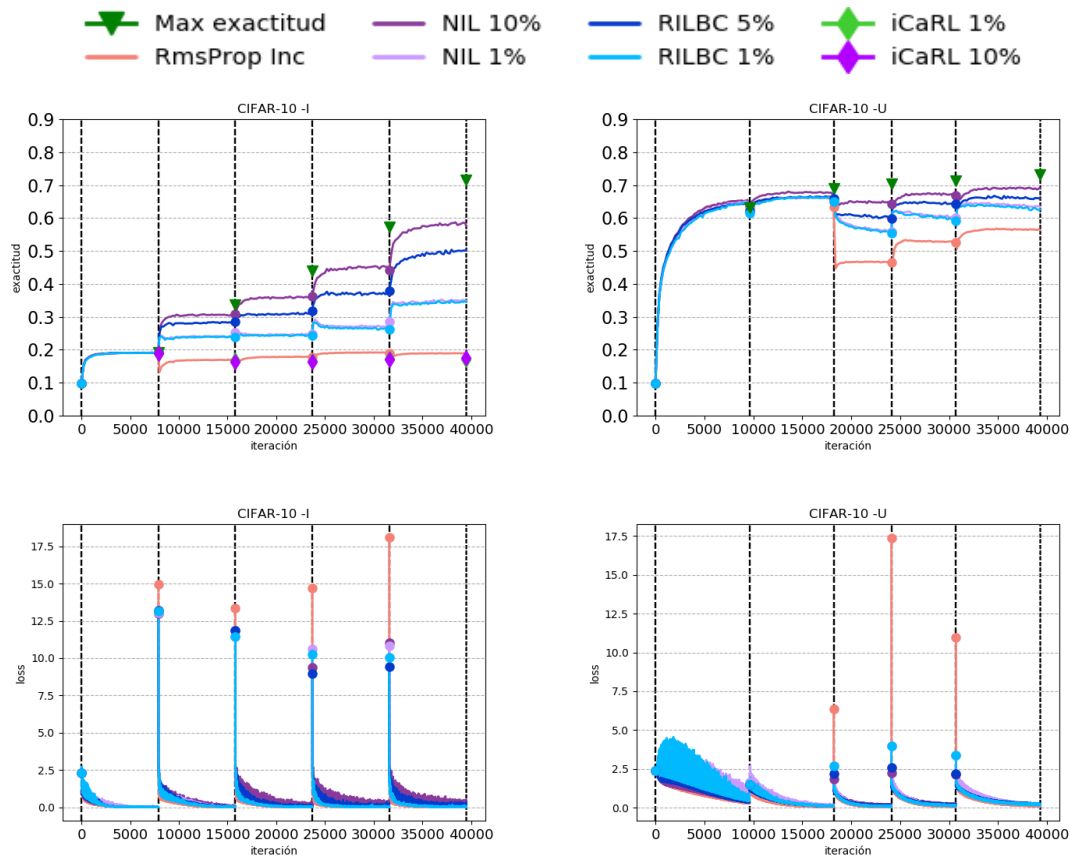 Max exactitud NIL 10% RILBC 5% iCaRL 1%
RmsProp Inc NIL 1% RILBC 1% iCaRL 10%
CIFAR-10 -I
0.9
0.8
0.7
0.6
0.5
0.4
0.3
0.2
0.1
0.0
exactitud
0 5000 10000 15000 20000 25000 30000 35000 40000
iteración
CIFAR-10 -U
0.9
0.8
0.7
0.6
0.5
0.4
0.3
0.2
0.1
0.0
exactitud
0 5000 10000 15000 20000 25000 30000 35000 40000
iteración
CIFAR-10 -I
17.5
15.0
12.5
10.0
7.5
5.0
2.5
0.0
loss
0 5000 10000 15000 20000 25000 30000 35000 40000
iteración
CIFAR-10 -U
17.5
15.0
12.5
10.0
7.5
5.0
2.5
0.0
loss
0 5000 10000 15000 20000 25000 30000 35000 40000
iteración